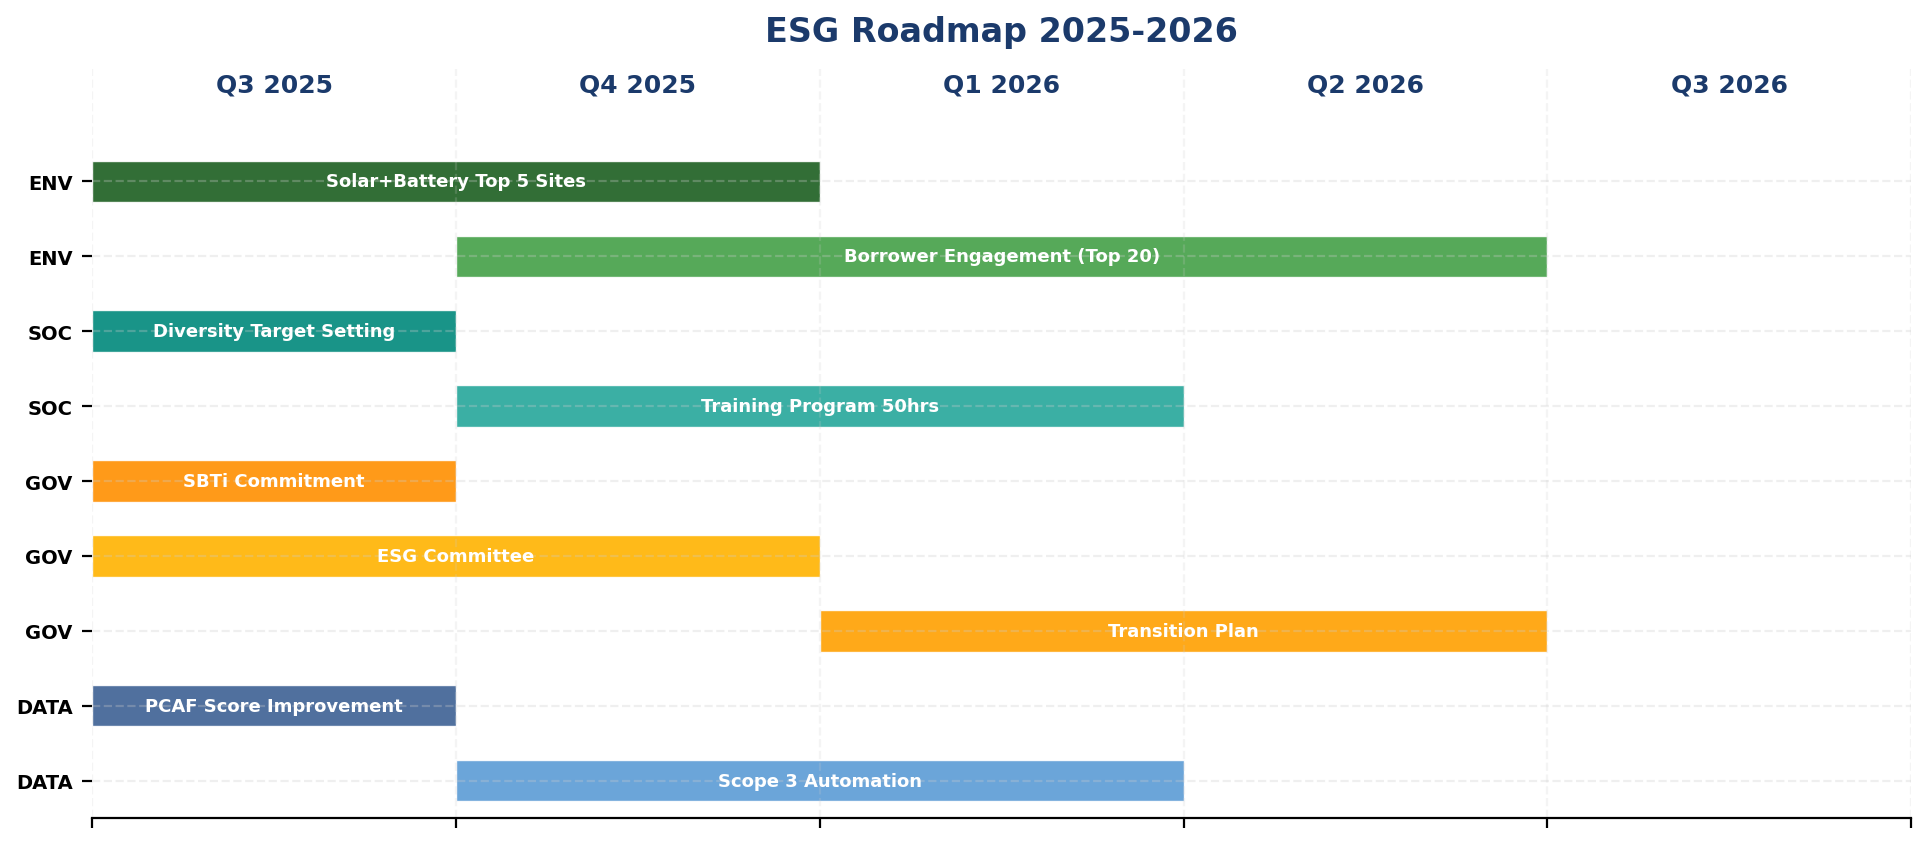 ESG Roadmap 2025-2026
Q3 2025 Q4 2025 Q1 2026 Q2 2026 Q3 2026
ENV Solar+Battery Top 5 Sites
ENV Borrower Engagement (Top 20)
SOC Diversity Target Setting
SOC Training Program 50hrs
GOV SBTi Commitment
GOV ESG Committee
GOV Transition Plan
DATA PCAF Score Improvement
DATA Scope 3 Automation